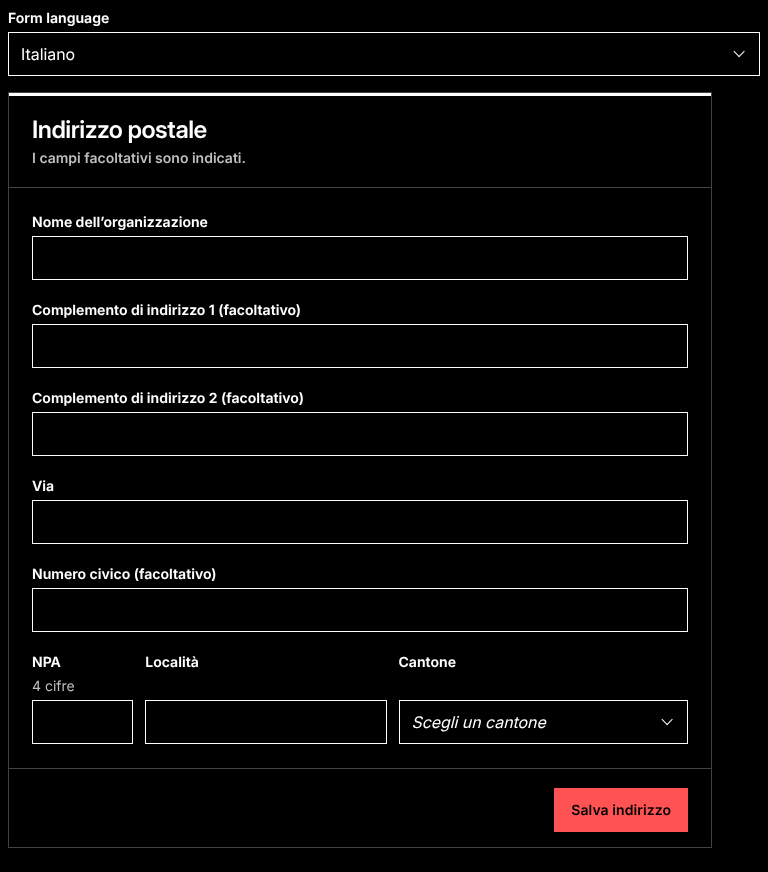 Form language
Italiano
Indirizzo postale
I campi facoltativi sono indicati.
Nome dell’organizzazione
Complemento di indirizzo 1 (facoltativo)
Complemento di indirizzo 2 (facoltativo)
Via
Numero civico (facoltativo)
NPA Località Cantone
4 cifre
Scegli un cantone
Salva indirizzo